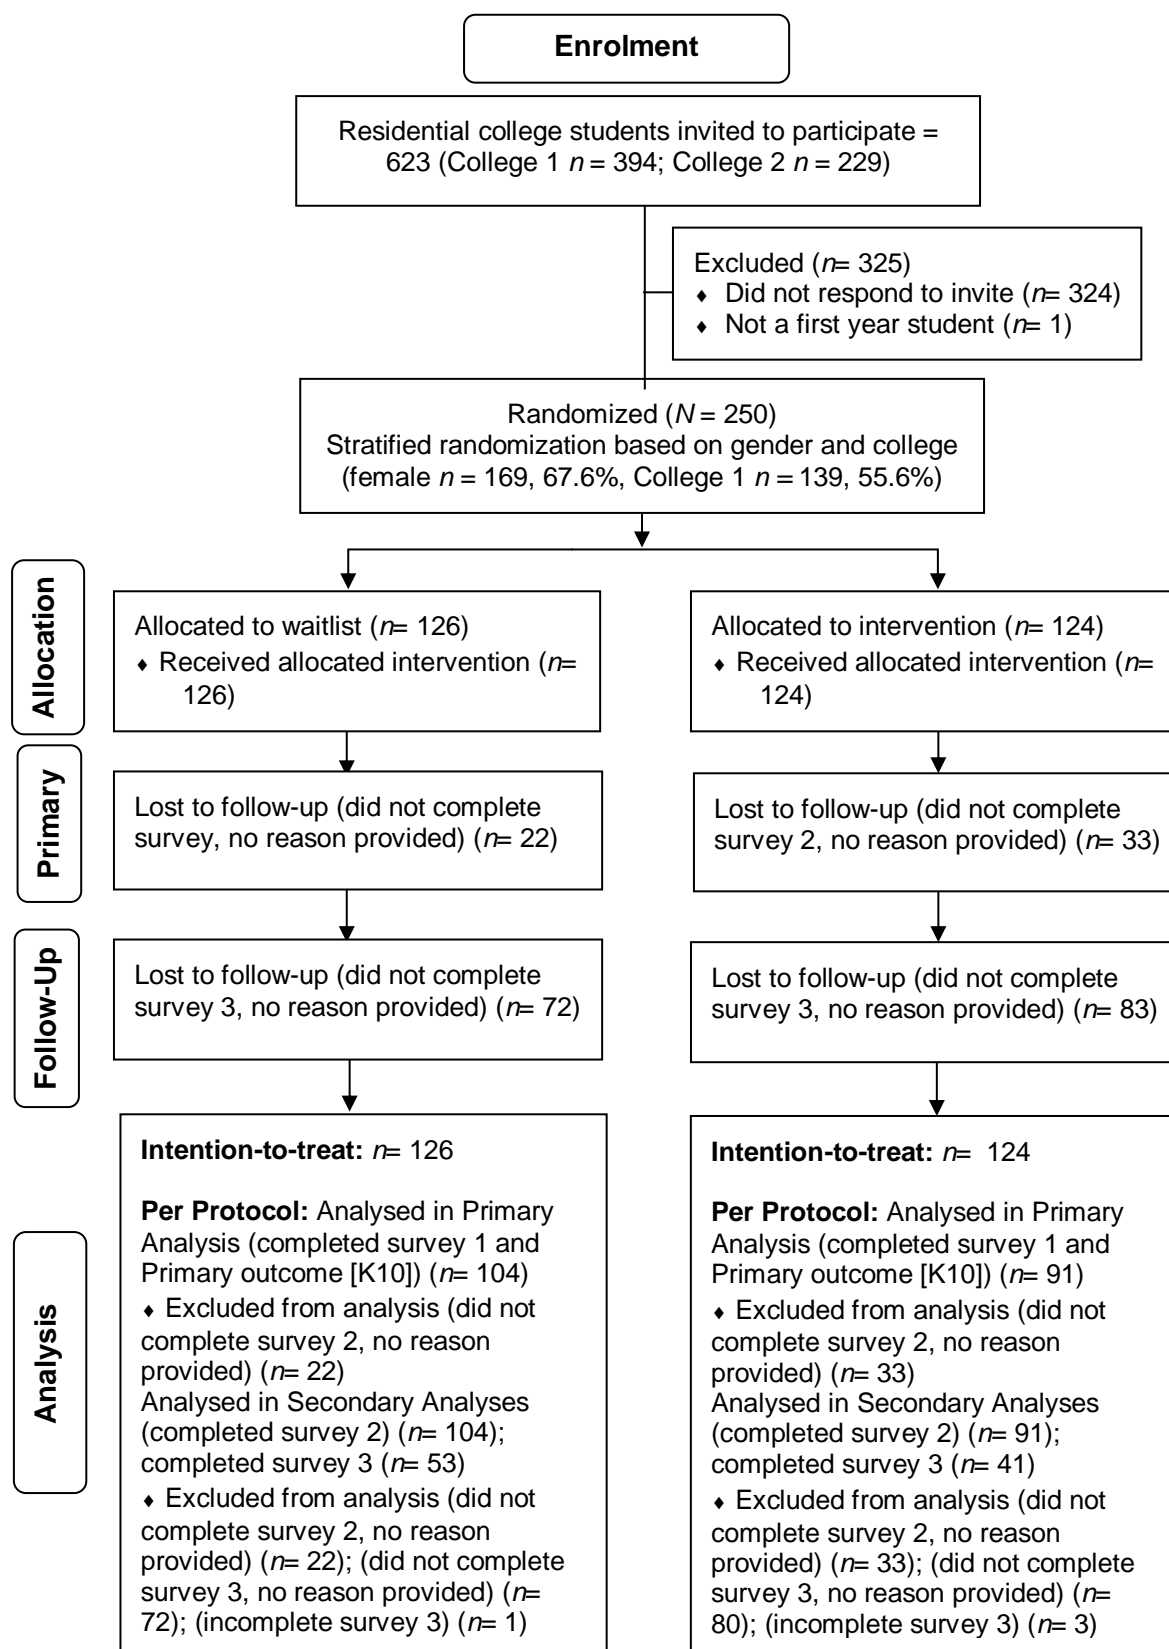 Enrolment
Residential college students invited to participate =
623 (College 1 n = 394; College 2 n = 229)
Excluded (n= 325)
♦ Did not respond to invite (n= 324)
♦ Not a first year student (n= 1)
Randomized (N = 250)
Stratified randomization based on gender and college
(female n = 169, 67.6%, College 1 n = 139, 55.6%)
Allocation
Allocated to waitlist (n= 126)
♦ Received allocated intervention (n=
126)
Allocated to intervention (n= 124)
♦ Received allocated intervention (n=
124)
Primary
Lost to follow-up (did not complete
survey, no reason provided) (n= 22)
Lost to follow-up (did not complete
survey 2, no reason provided) (n= 33)
Follow-Up
Lost to follow-up (did not complete
survey 3, no reason provided) (n= 72)
Lost to follow-up (did not complete
survey 3, no reason provided) (n= 83)
Analysis
Intention-to-treat: n= 126
Per Protocol: Analysed in Primary
Analysis (completed survey 1 and
Primary outcome [K10]) (n= 104)
♦ Excluded from analysis (did not
complete survey 2, no reason
provided) (n= 22)
Analysed in Secondary Analyses
(completed survey 2) (n= 104);
completed survey 3 (n= 53)
♦ Excluded from analysis (did not
complete survey 2, no reason
provided) (n= 22); (did not complete
survey 3, no reason provided) (n=
72); (incomplete survey 3) (n= 1)
Intention-to-treat: n= 124
Per Protocol: Analysed in Primary
Analysis (completed survey 1 and
Primary outcome [K10]) (n= 91)
♦ Excluded from analysis (did not
complete survey 2, no reason
provided) (n= 33)
Analysed in Secondary Analyses
(completed survey 2) (n= 91);
completed survey 3 (n= 41)
♦ Excluded from analysis (did not
complete survey 2, no reason
provided) (n= 33); (did not complete
survey 3, no reason provided) (n=
80); (incomplete survey 3) (n= 3)